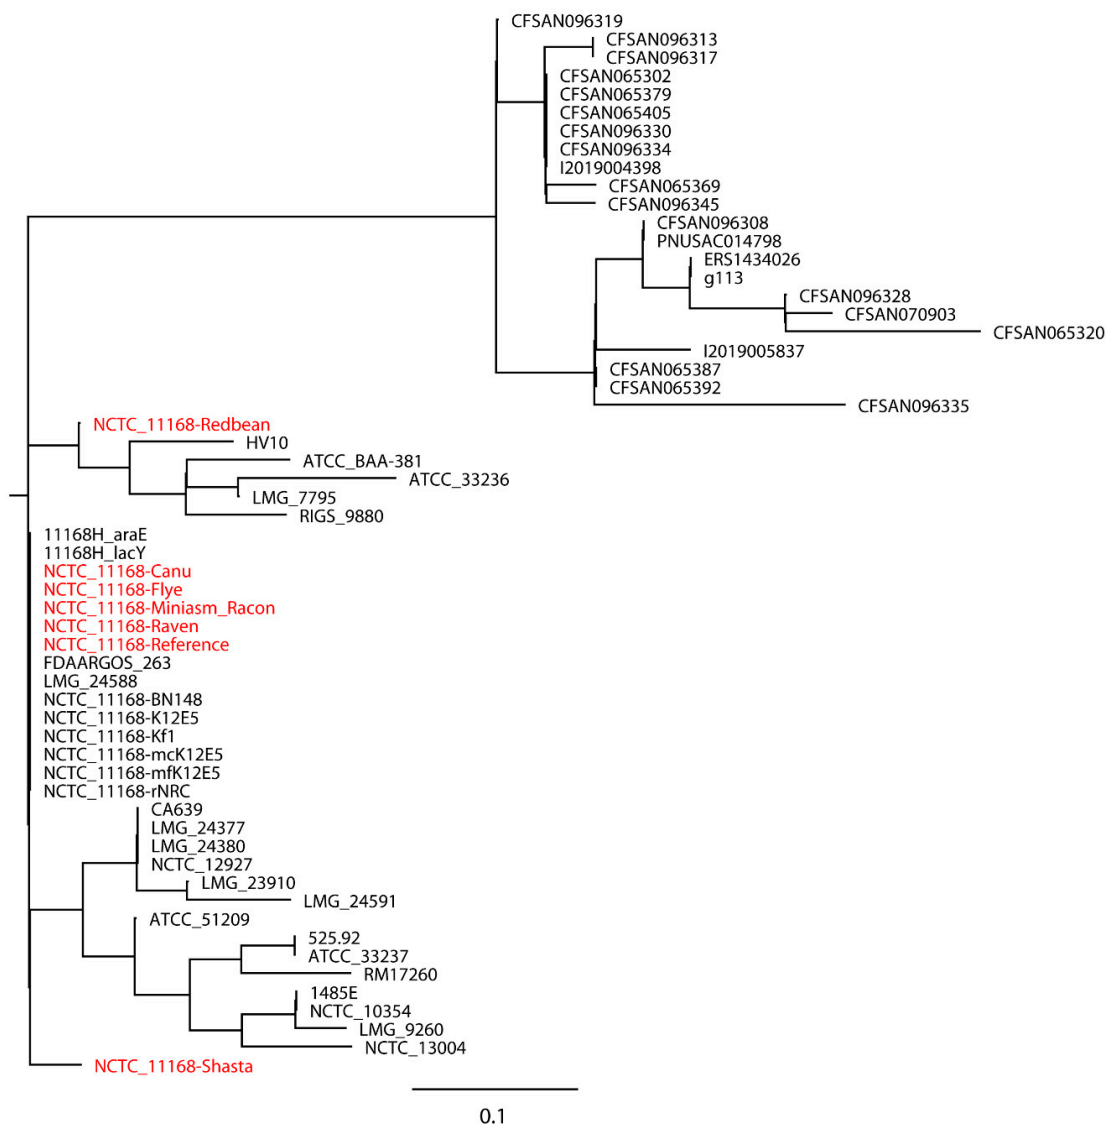 CFSAN096319
CFSAN096313
CFSAN096317
CFSAN065302
CFSAN065379
CFSAN065405
CFSAN096330
CFSAN096334
I2019004398
CFSAN065369
CFSAN096345
CFSAN096308
PNUSAC014798
ERS1434026
g113
CFSAN096328
CFSAN070903
CFSAN065320
I2019005837
CFSAN065387
CFSAN065392
CFSAN096335
NCTC_11168-Redbean
HV10
ATCC_BAA-381
ATCC_33236
LMG_7795
RIGS_9880
11168H_araE
11168H_lacY
NCTC_11168-Canu
NCTC_11168-Flye
NCTC_11168-Miniasm_Racon
NCTC_11168-Raven
NCTC_11168-Reference
FDAARGOS_263
LMG_24588
NCTC_11168-BN148
NCTC_11168-K12E5
NCTC_11168-Kf1
NCTC_11168-mcK12E5
NCTC_11168-mfK12E5
NCTC_11168-rNRC
CA639
LMG_24377
LMG_24380
NCTC_12927
LMG_23910
LMG_24591
ATCC_51209
525.92
ATCC_33237
RM17260
1485E
NCTC_10354
LMG_9260
NCTC_13004
NCTC_11168-Shasta
0.1